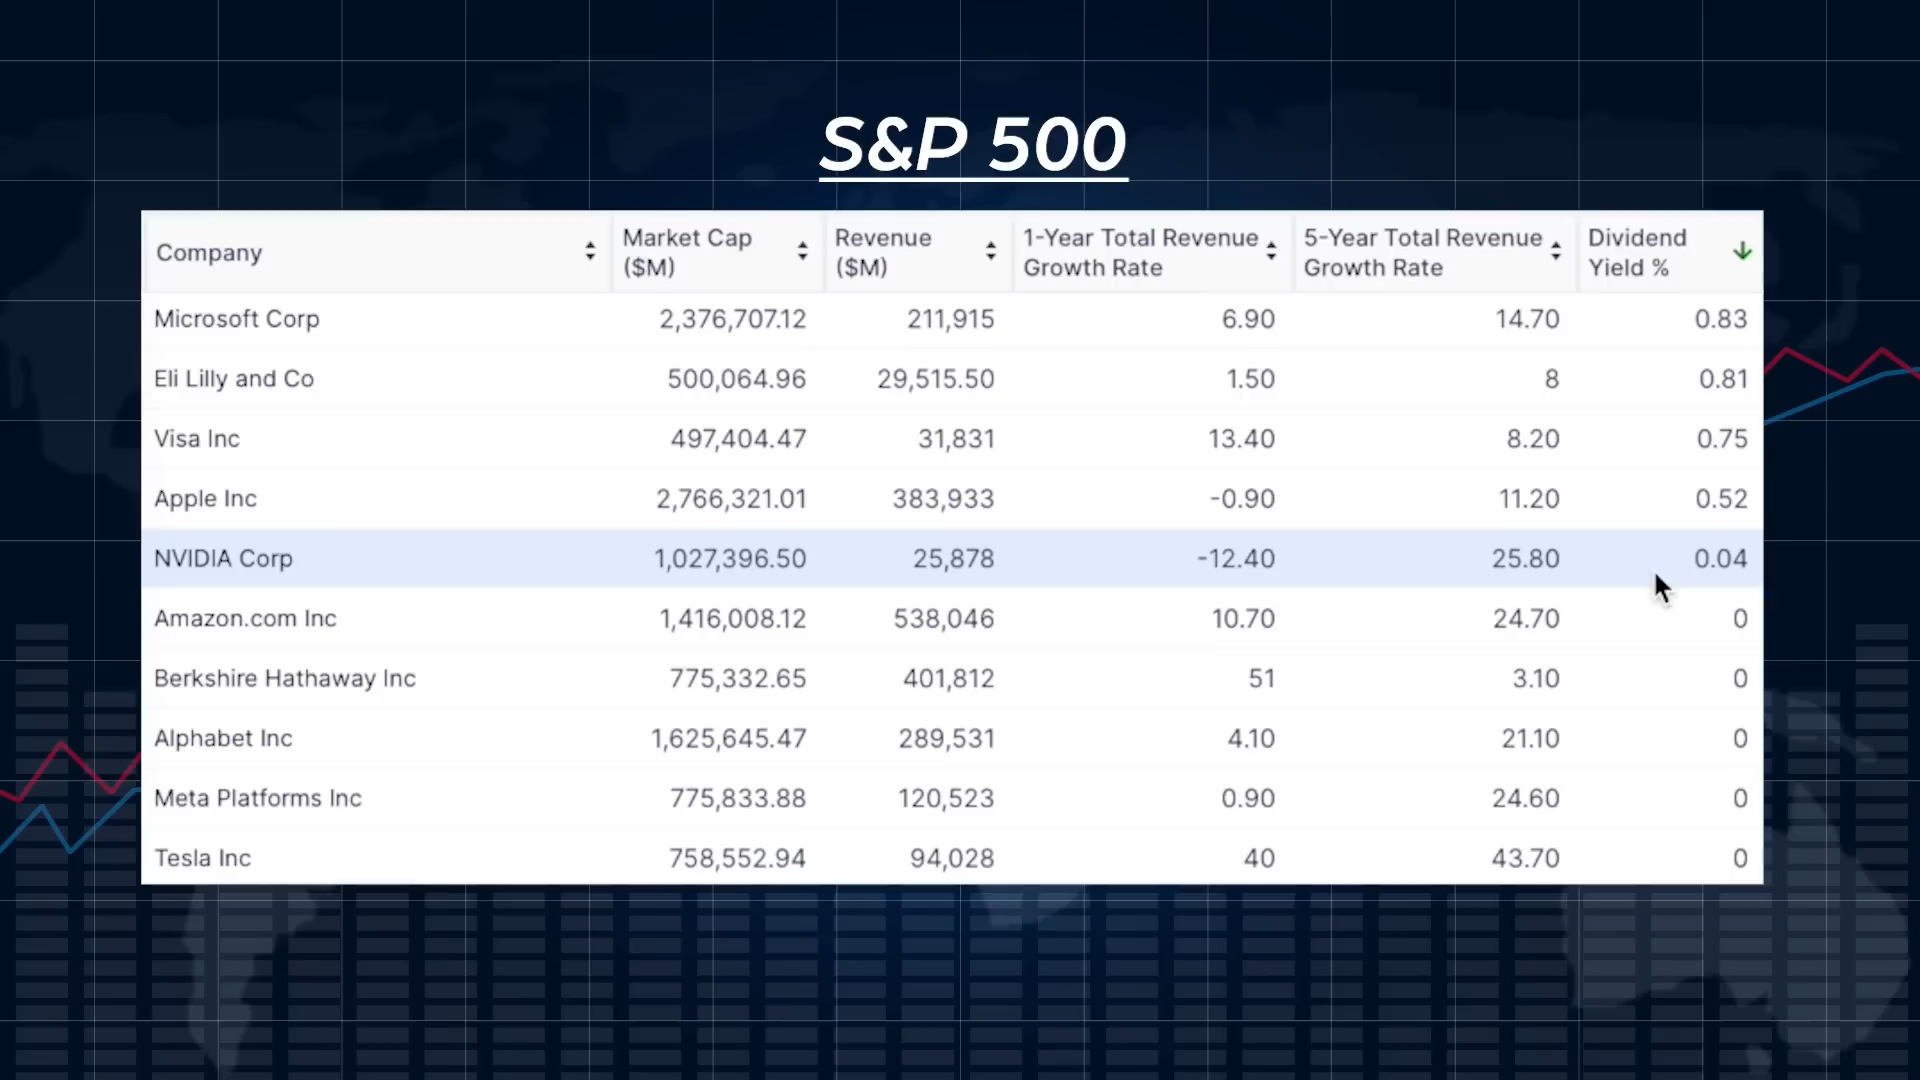 S&P 500
Company Market Cap ($M) Revenue ($M) 1-Year Total Revenue Growth Rate 5-Year Total Revenue Growth Rate Dividend Yield %
Microsoft Corp 2,376,707.12 211,915 6.90 14.70 0.83
Eli Lilly and Co 500,064.96 29,515.50 1.50 8 0.81
Visa Inc 497,404.47 31,831 13.40 8.20 0.75
Apple Inc 2,766,321.01 383,933 -0.90 11.20 0.52
NVIDIA Corp 1,027,396.50 25,878 -12.40 25.80 0.04
Amazon.com Inc 1,416,008.12 538,046 10.70 24.70 0
Berkshire Hathaway Inc 775,332.65 401,812 51 3.10 0
Alphabet Inc 1,625,645.47 289,531 4.10 21.10 0
Meta Platforms Inc 775,833.88 120,523 0.90 24.60 0
Tesla Inc 758,552.94 94,028 40 43.70 0